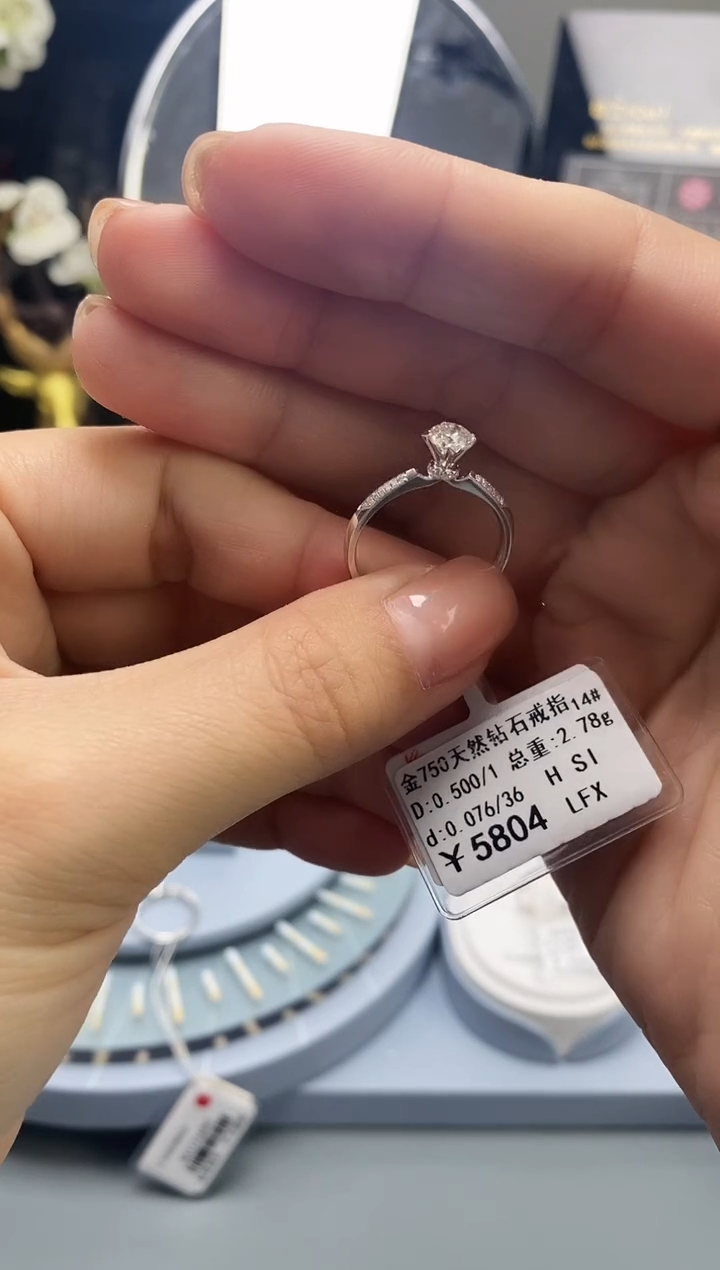 金750天然钻石戒指14#
D:0.500/1 总重:2.78g
d:0.076/36 H SI
¥5804 LFX